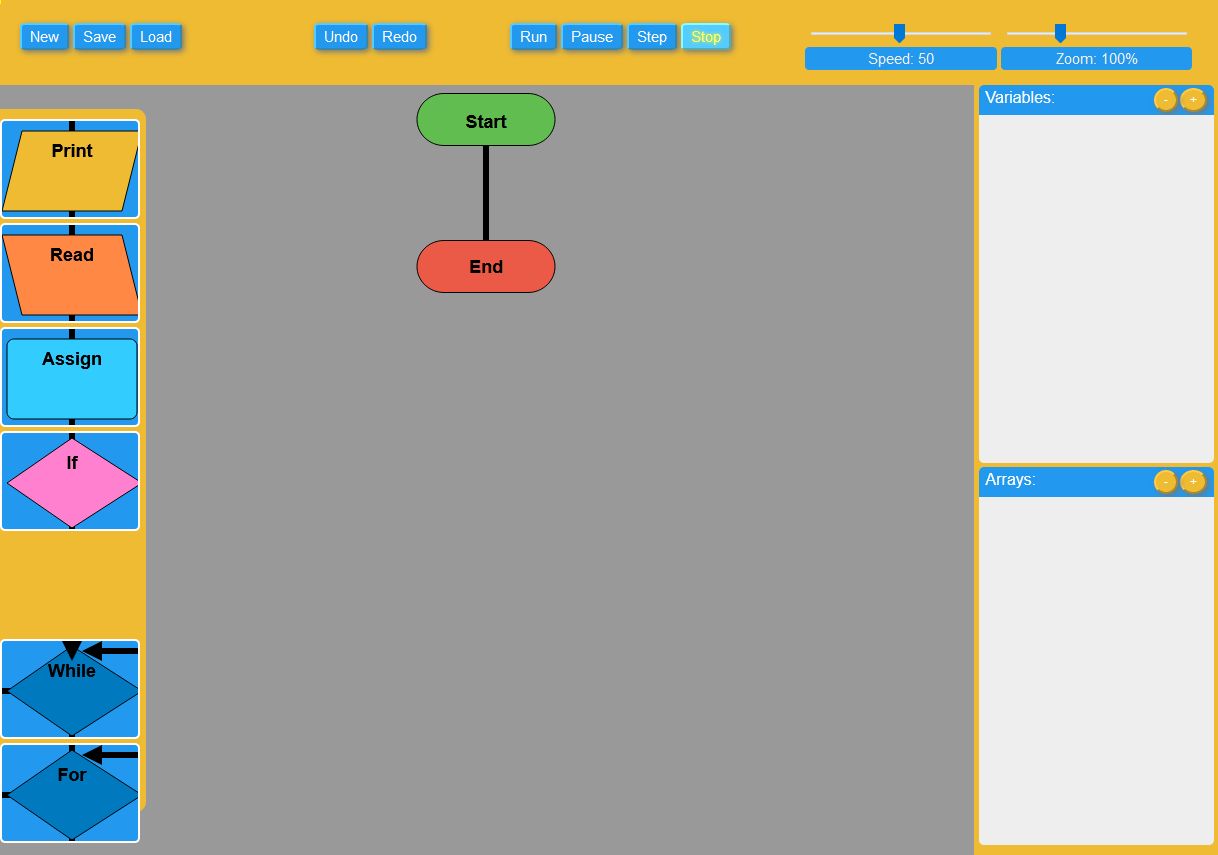 New Save Load Undo Redo Run Pause Step Stop
Speed: 50 Zoom: 100%
Variables: - +
Start
Print
Read
End
Assign
If
Arrays: - +
While
For